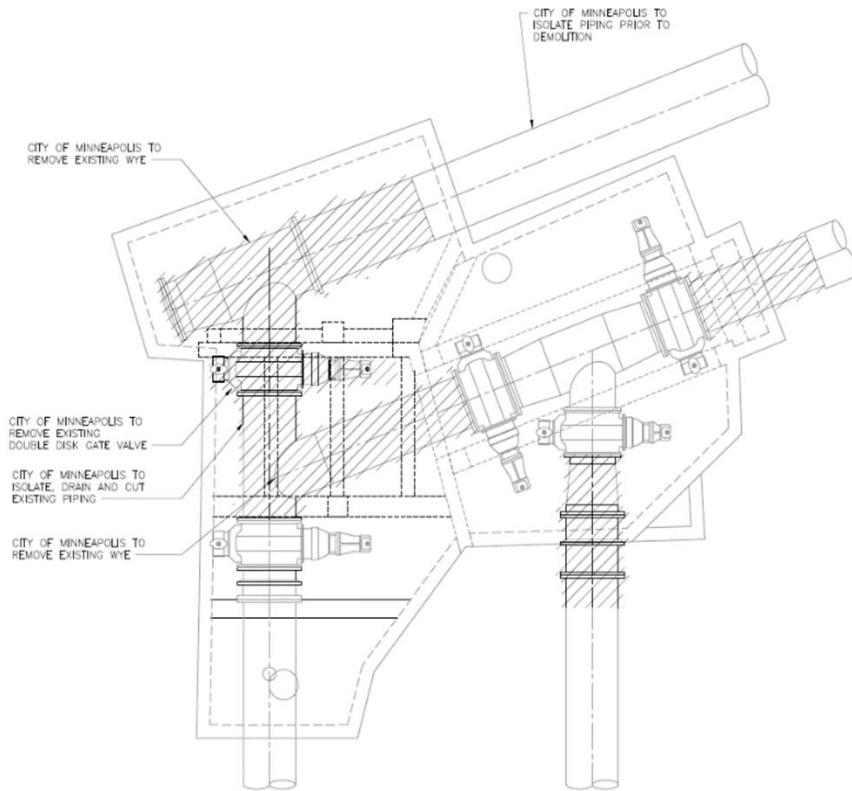 CITY OF MINNEAPOLIS TO
ISOLATE PIPING PRIOR TO
DEMOLITION
CITY OF MINNEAPOLIS TO
REMOVE EXISTING WYE
CITY OF MINNEAPOLIS TO
REMOVE EXISTING
DOUBLE DISK GATE VALVE
CITY OF MINNEAPOLIS TO
ISOLATE, DRAIN AND CUT
EXISTING PIPING
CITY OF MINNEAPOLIS TO
REMOVE EXISTING WYE